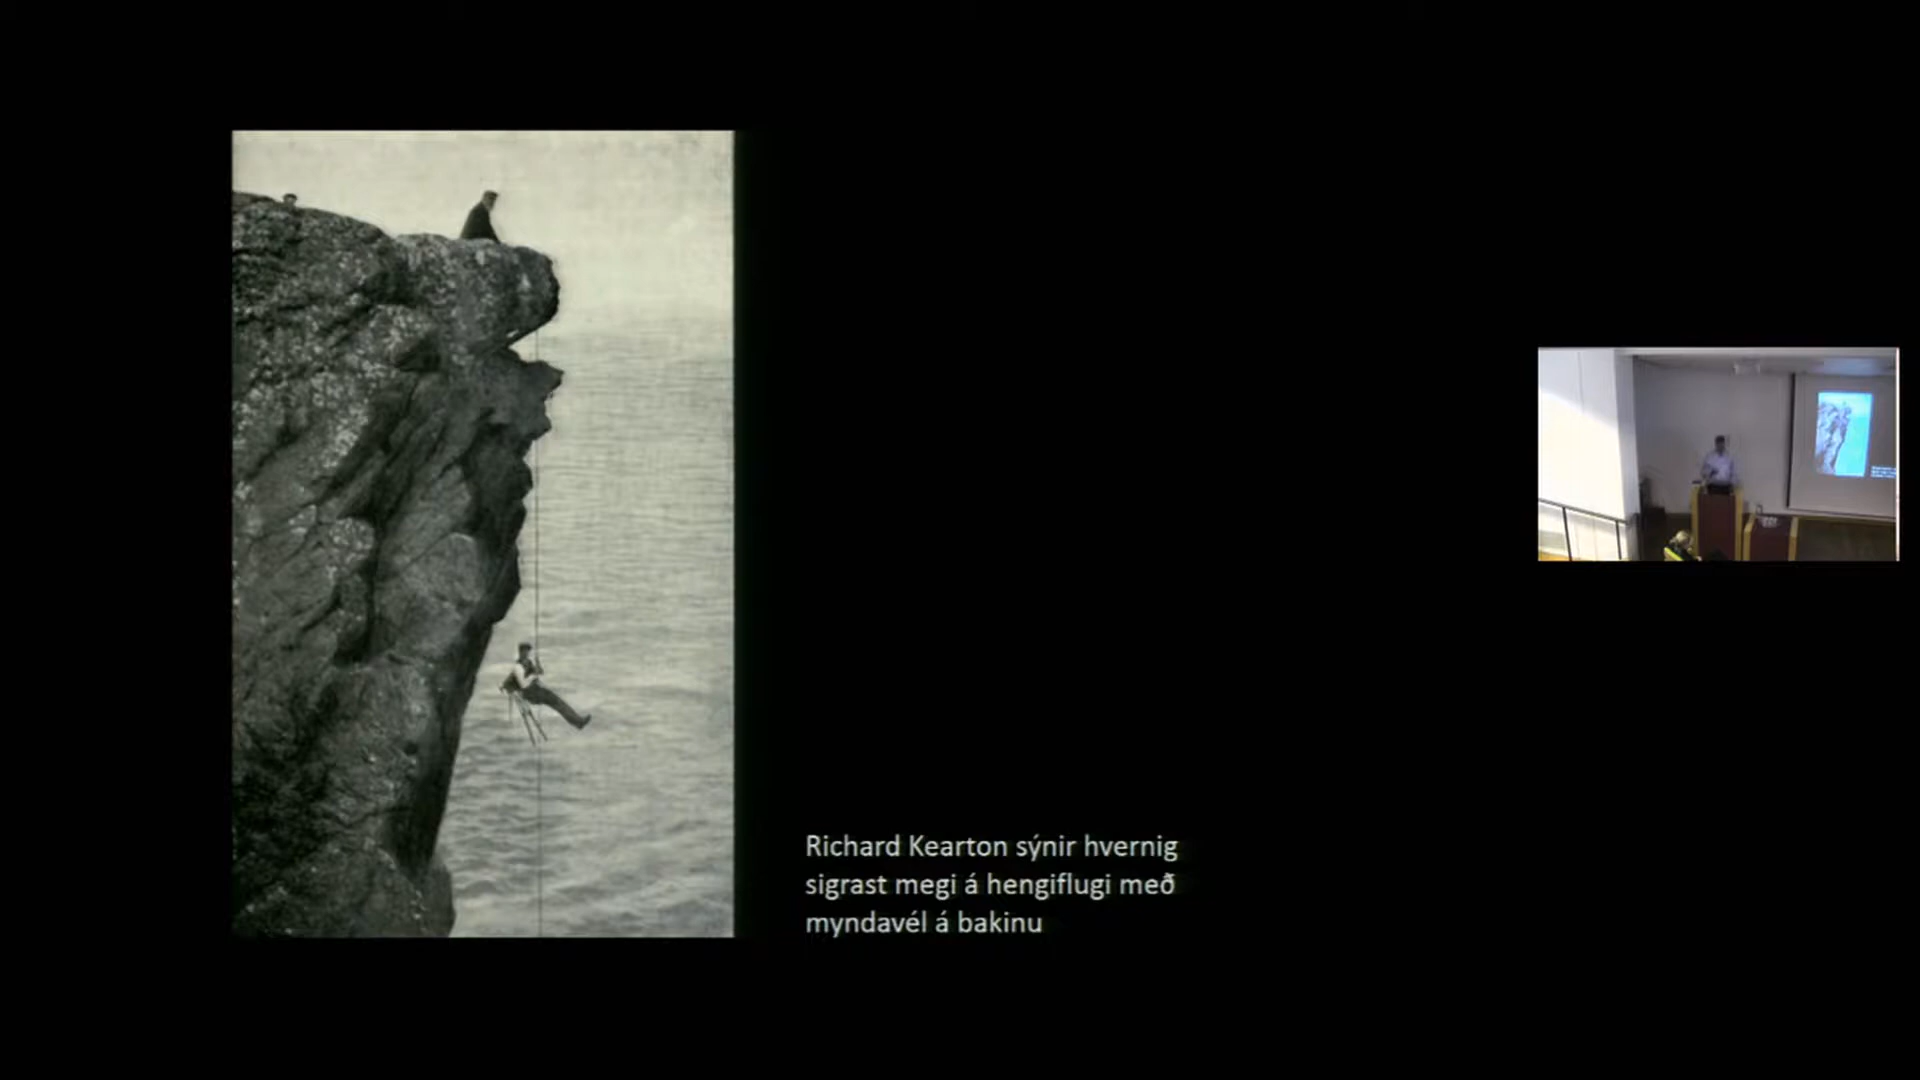 Richard Kearton sýnir hvernig
sigrast megi á hengiflugi með
myndavél á bakinu